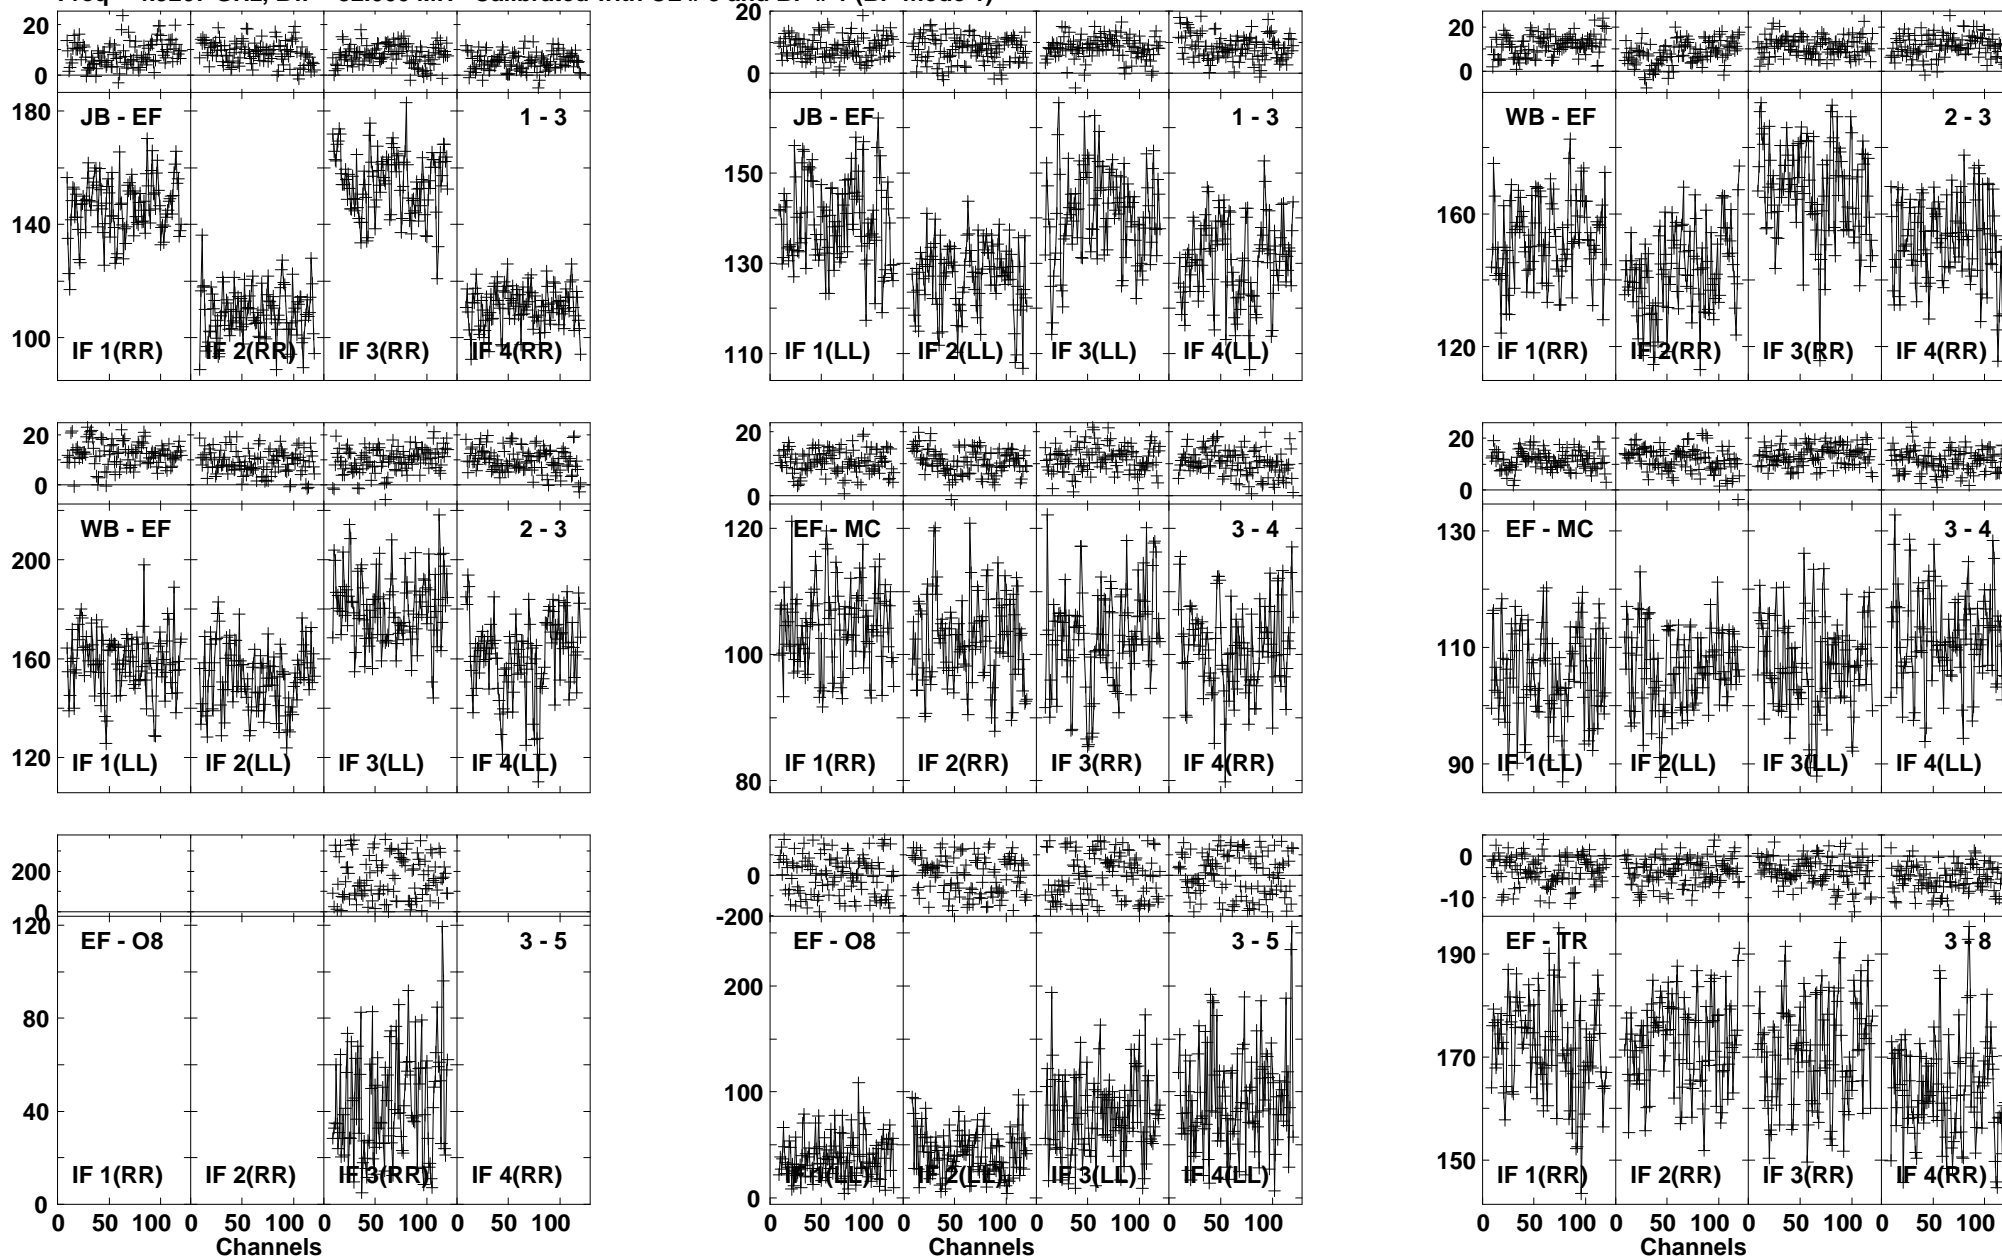 20 20 20
0 0 0
JB - EF 1 - 3 JB - EF 1 - 3 WB - EF 2 - 3
180 150 160
140 130 120
100 110
IF 1(RR) IF 2(RR) IF 3(RR) IF 4(RR) IF 1(LL) IF 2(LL) IF 3(LL) IF 4(LL) IF 1(RR) IF 2(RR) IF 3(RR) IF 4(RR)
20 20 20
0 0 0
WB - EF 2 - 3 EF - MC 3 - 4 EF - MC 3 - 4
200 120 130
160 100 110
120 80 90
IF 1(LL) IF 2(LL) IF 3(LL) IF 4(LL) IF 1(RR) IF 2(RR) IF 3(RR) IF 4(RR) IF 1(LL) IF 2(LL) IF 3(LL) IF 4(LL)
200 0 0
0 -200 -10
EF - O8 3 - 5 EF - O8 3 - 5 EF - TR 3 - 8
120 200 190
80 100 170
40 0 150
0
IF 1(RR) IF 2(RR) IF 3(RR) IF 4(RR) IF 1(LL) IF 2(LL) IF 3(LL) IF 4(LL) IF 1(RR) IF 2(RR) IF 3(RR) IF 4(RR)
0 50 100 0 50 100 0 50 100 0 50 100 0 50 100 0 50 100 0 50 100 0 50 100 0 50 100 0 50 100 0 50 100 0 50 100
Channels Channels Channels